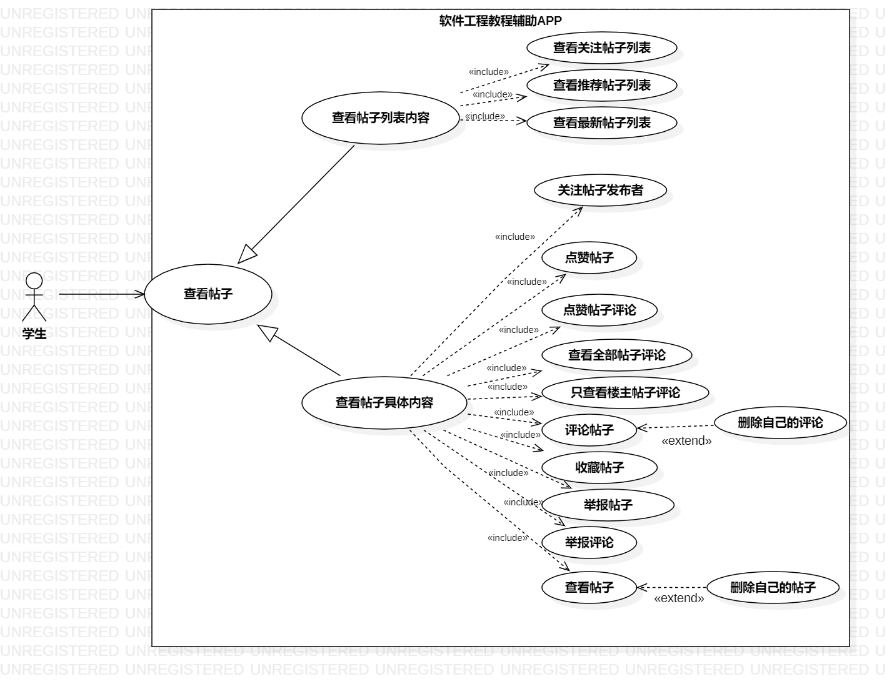 软件工程教程辅助APP
查看关注帖子列表
«include»
查看推荐帖子列表
«include»
查看帖子列表内容
«include»
查看最新帖子列表
关注帖子发布者
«include»
点赞帖子
«include»
查看帖子
点赞帖子评论
«include»
学生
查看全部帖子评论
«include»
«include»
只查看楼主帖子评论
查看帖子具体内容
«include»
评论帖子
删除自己的评论
«include»
«extend»
收藏帖子
«include»
«include»
举报帖子
«include»
举报评论
查看帖子
删除自己的帖子
«extend»
UNREGISTERED